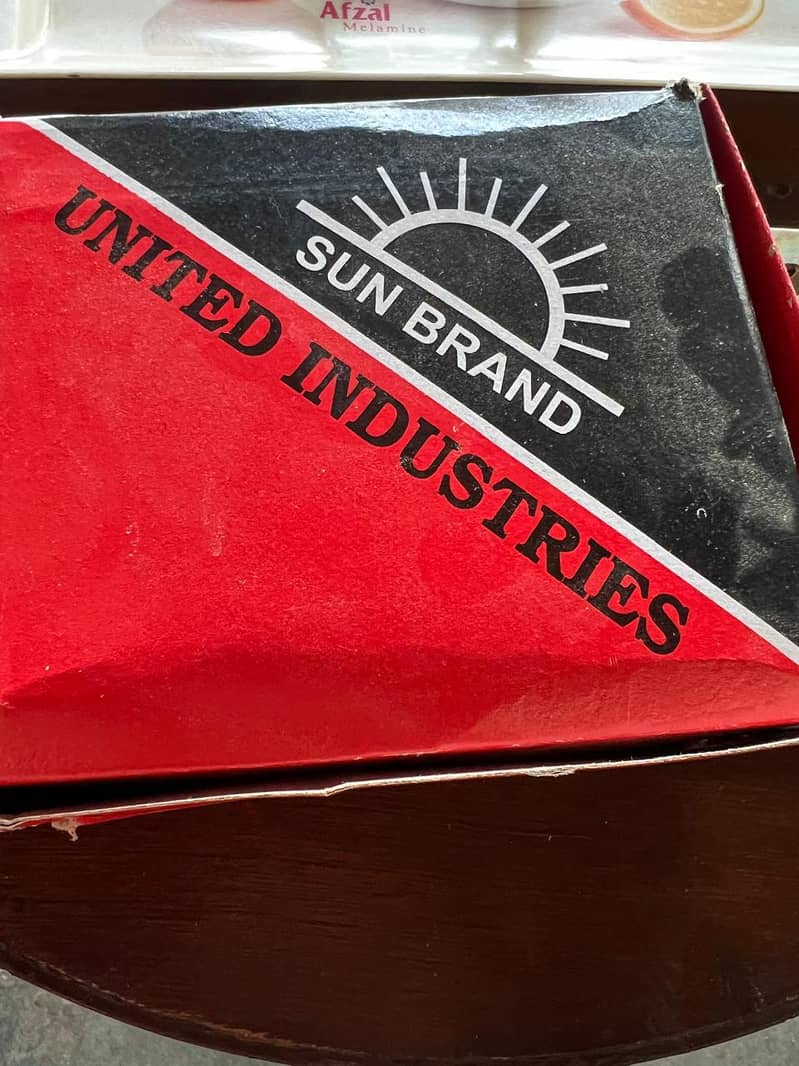 Afzal
Melamine
SUN BRAND
UNITED INDUSTRIES